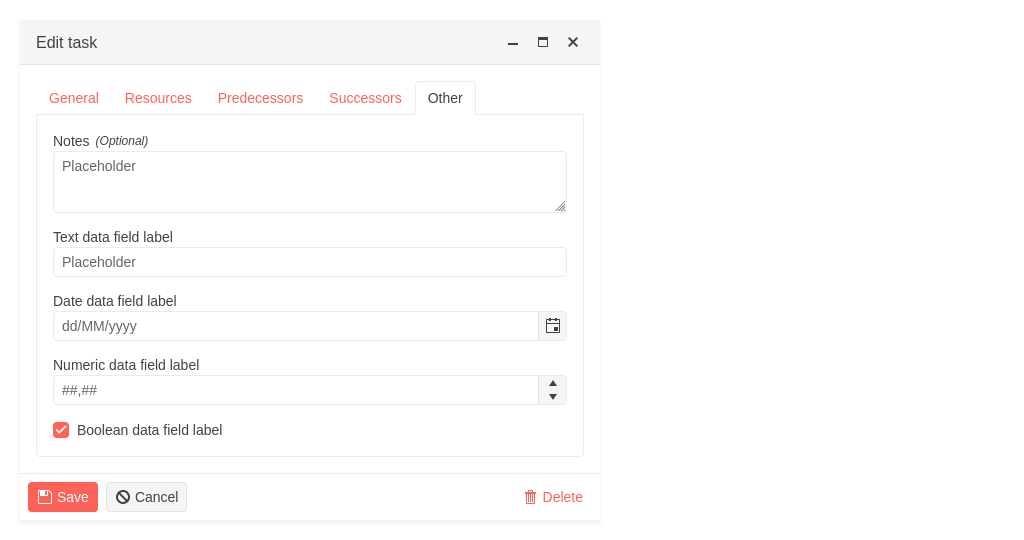 Edit task
General Resources Predecessors Successors Other
Notes (Optional)
Placeholder
Text data field label
Placeholder
Date data field label
dd/MM/yyyy
Numeric data field label
##,##
Boolean data field label
Save Cancel Delete